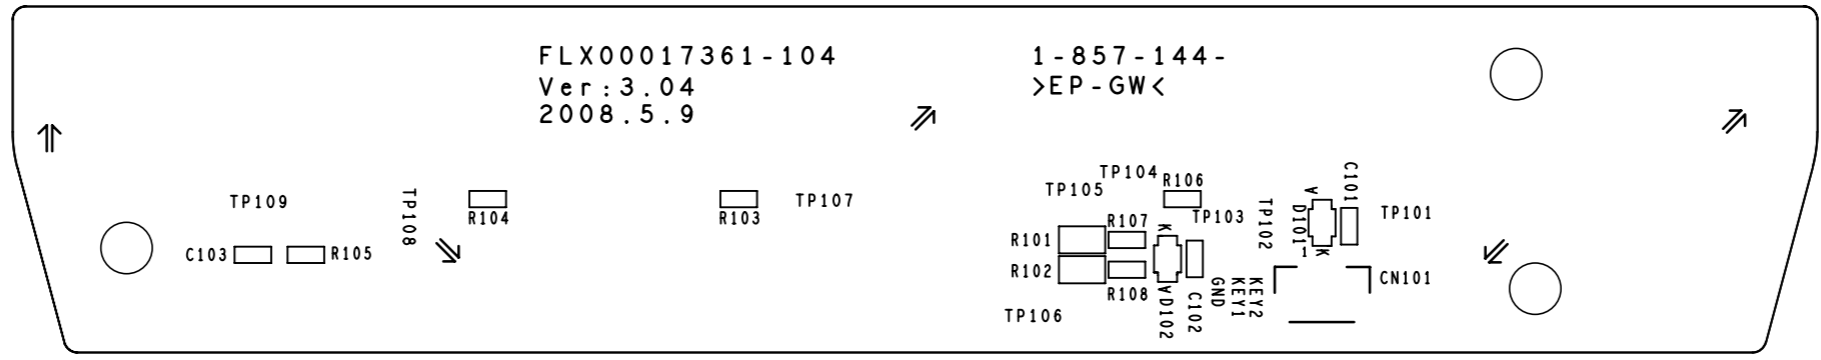 FLX00017361-104
Ver:3.04
2008.5.9
1-857-144-
>EP-GW<
TP109
TP108
C103
R105
R104
R103
TP107
TP105
TP104
R106
TP103
R101
R107
R102
R108
TP106
K
A
D102
C102
GND
KEY1
KEY2
TP102
A
D101
1
K
C101
TP101
CN101